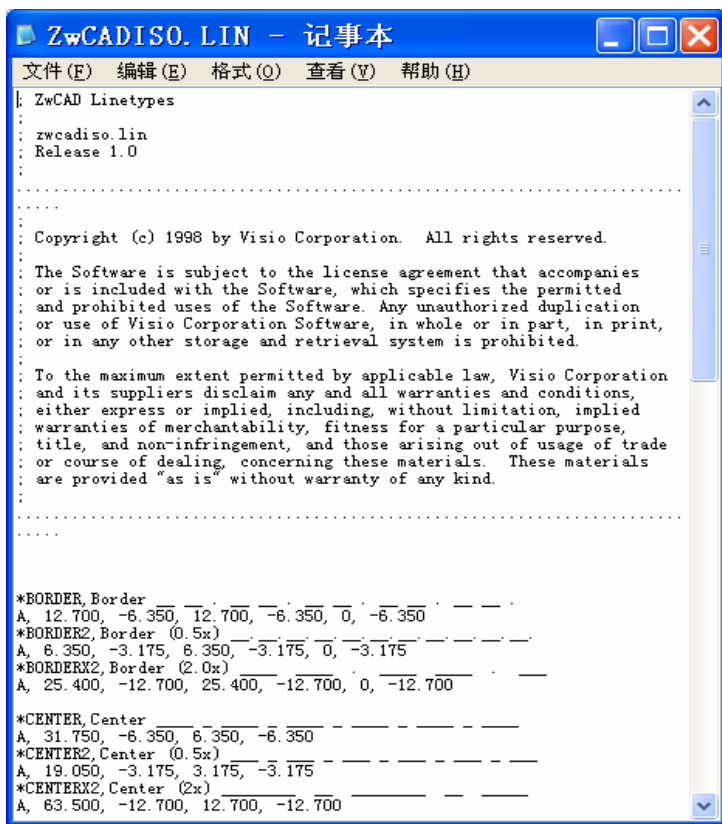 ZwCADISO.LIN - 记事本
文件(F) 编辑(E) 格式(O) 查看(V) 帮助(H)
; ZwCAD Linetypes
;
; zwcadiso.lin
; Release 1.0
;
;
; Copyright (c) 1998 by Visio Corporation.  All rights reserved.
;
; The Software is subject to the license agreement that accompanies
; or is included with the Software, which specifies the permitted
; and prohibited uses of the Software. Any unauthorized duplication
; or use of Visio Corporation Software, in whole or in part, in print,
; or in any other storage and retrieval system is prohibited.
;
; To the maximum extent permitted by applicable law, Visio Corporation
; and its suppliers disclaim any and all warranties and conditions,
; either express or implied, including, without limitation, implied
; warranties of merchantability, fitness for a particular purpose,
; title, and non-infringement, and those arising out of usage of trade
; or course of dealing, concerning these materials.  These materials
; are provided "as is" without warranty of any kind.
;
*BORDER,Border __ __ . __ __ . __ __ . __ __ . __ __ .
A, 12.700, -6.350, 12.700, -6.350, 0, -6.350
*BORDER2,Border (0.5x) __.__.__.__.__.__.__.__.__.__.
A, 6.350, -3.175, 6.350, -3.175, 0, -3.175
*BORDERX2,Border (2.0x) ____  ____  .  ____  ____  .  ___
A, 25.400, -12.700, 25.400, -12.700, 0, -12.700
*CENTER,Center ____ _ ____ _ ____ _ ____ _ ____ _ ____
A, 31.750, -6.350, 6.350, -6.350
*CENTER2,Center (0.5x) ___ _ ___ _ ___ _ ___ _ ___ _ ___
A, 19.050, -3.175, 3.175, -3.175
*CENTERX2,Center (2x) ________  __  ________  __  _____
A, 63.500, -12.700, 12.700, -12.700